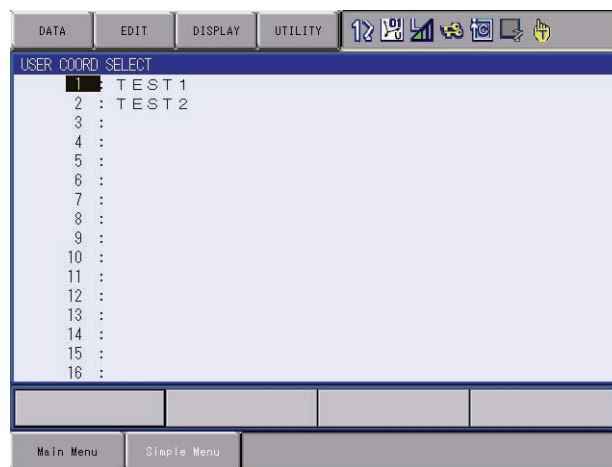 DATA EDIT DISPLAY UTILITY
USER COORD SELECT
1 : TEST1
2 : TEST2
3 :
4 :
5 :
6 :
7 :
8 :
9 :
10 :
11 :
12 :
13 :
14 :
15 :
16 :
Main Menu Simple Menu